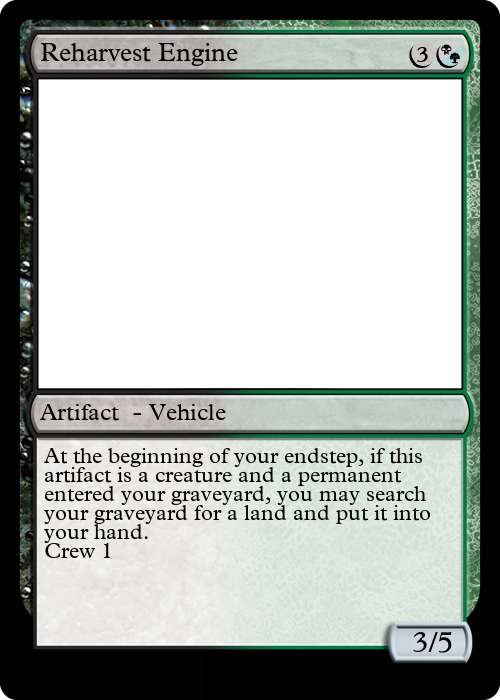 Reharvest Engine 3
Artifact - Vehicle
At the beginning of your endstep, if this
artifact is a creature and a permanent
entered your graveyard, you may search
your graveyard for a land and put it into
your hand.
Crew 1
3/5